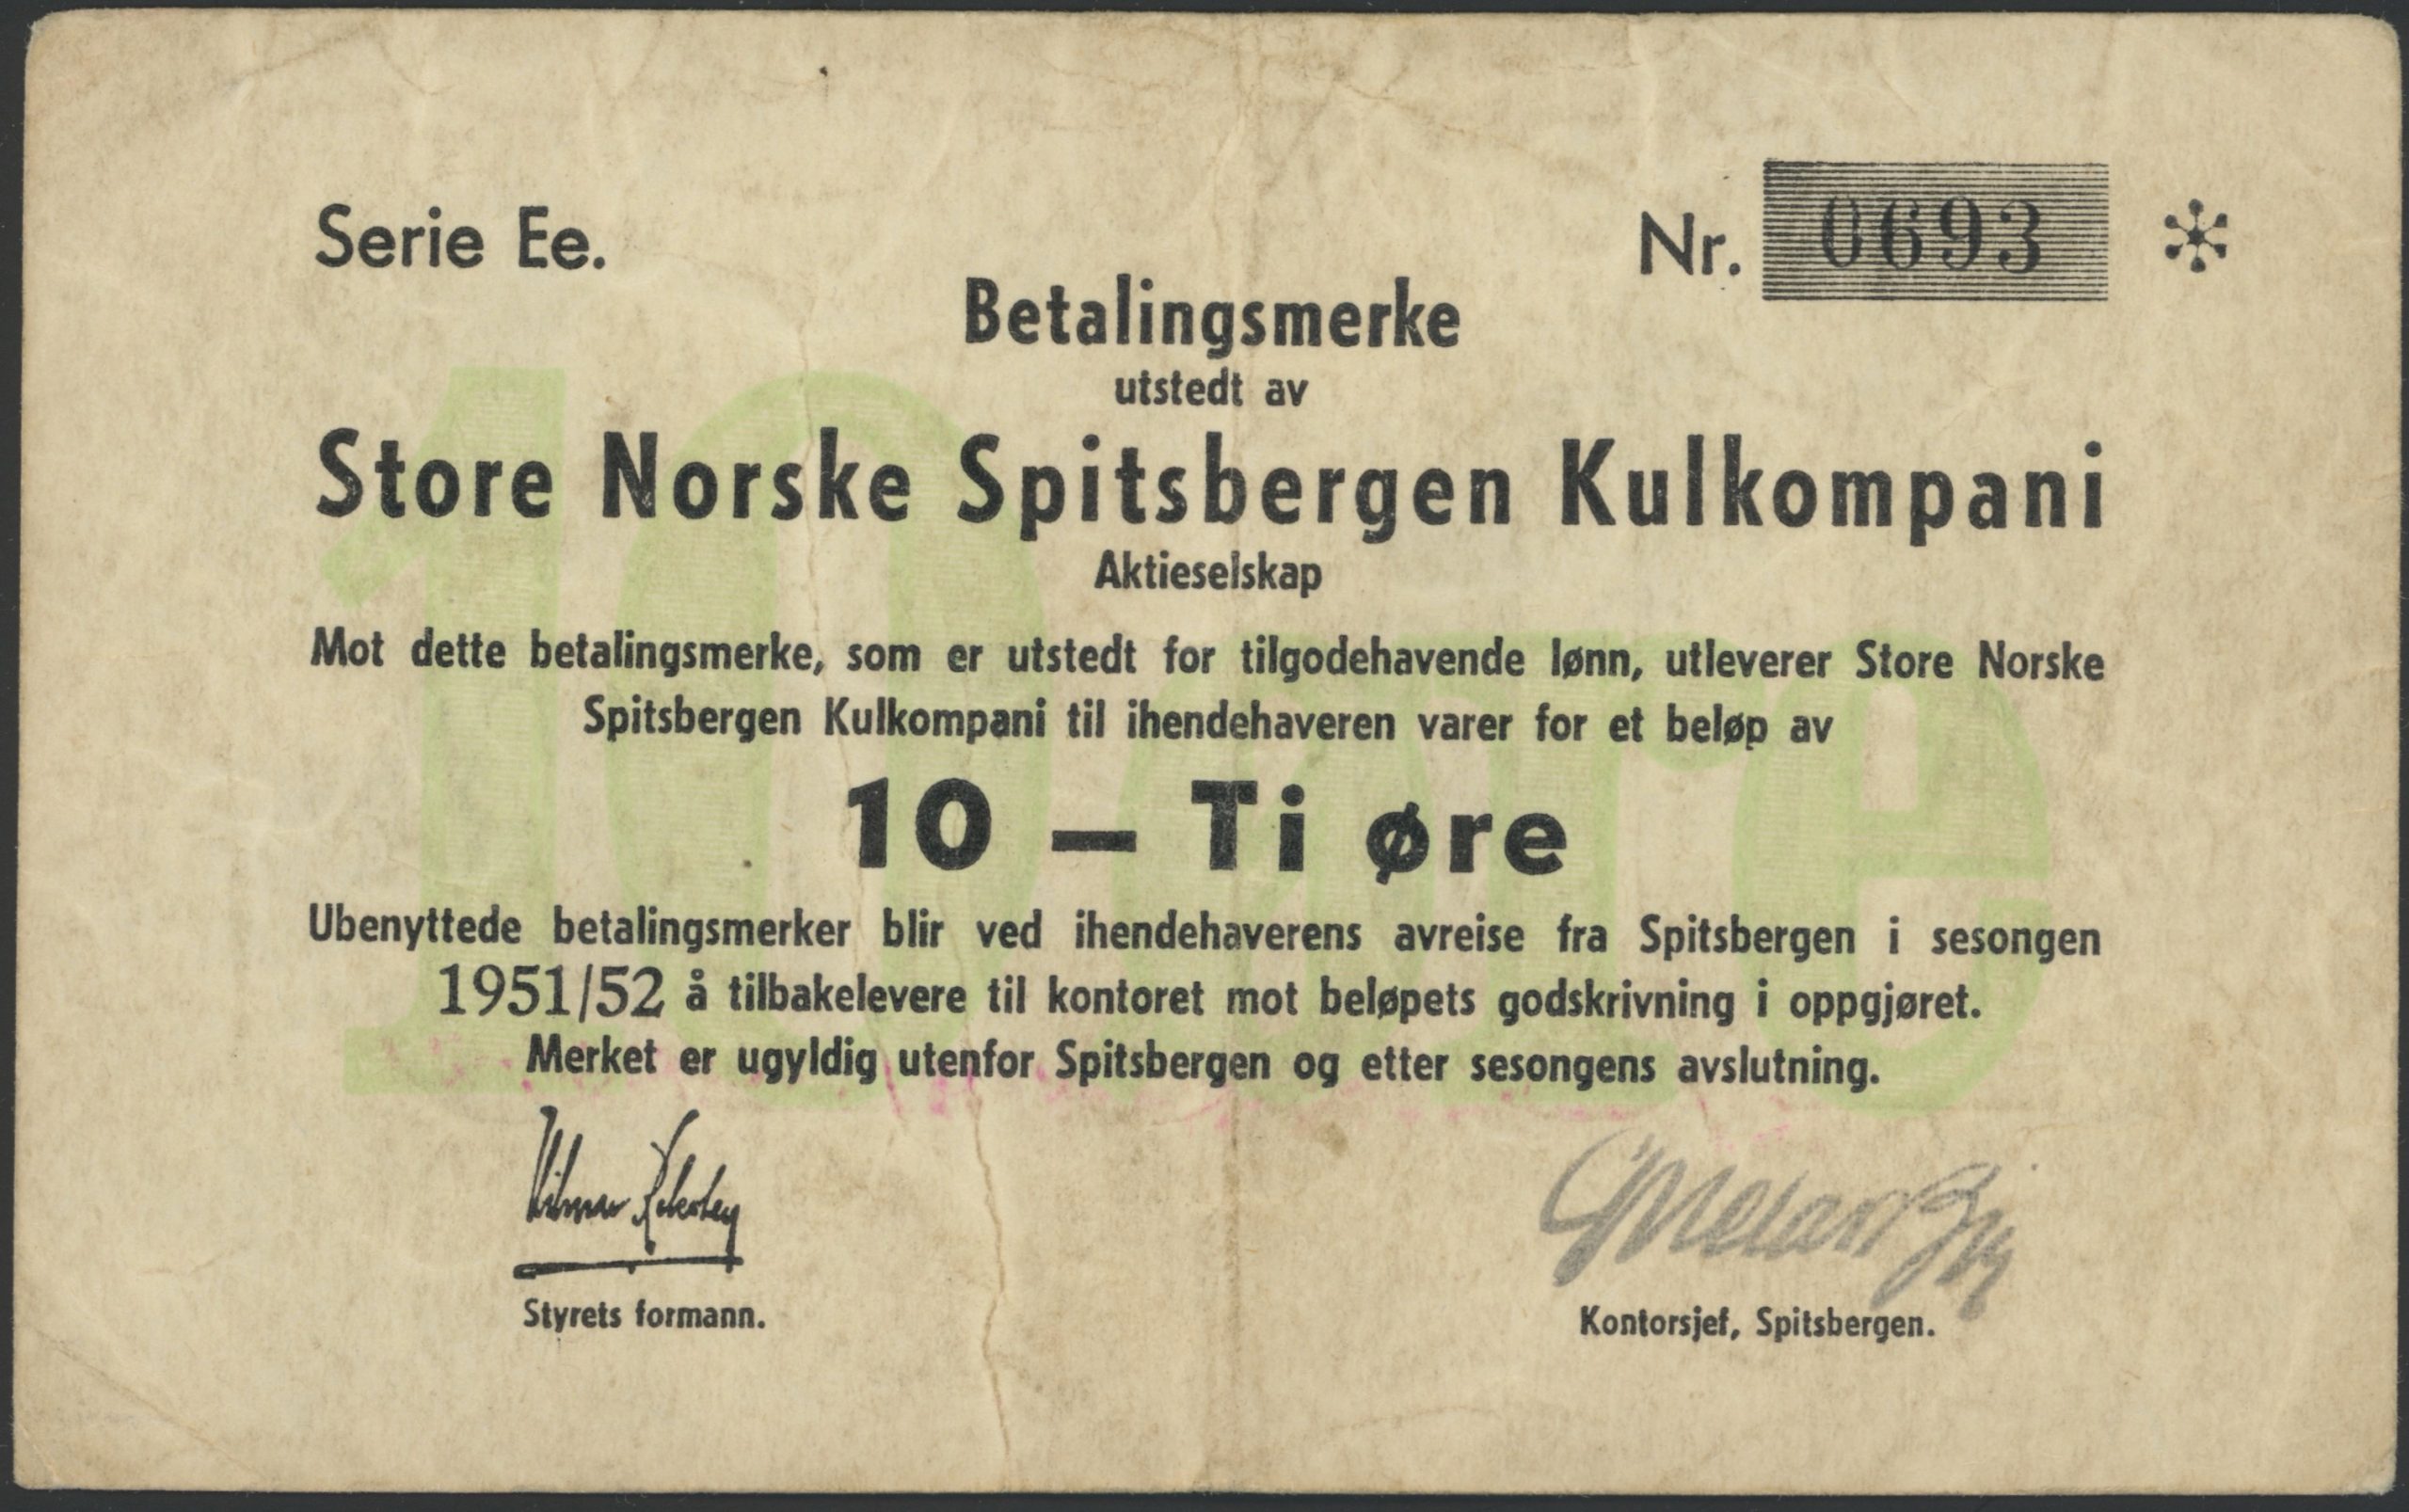 Serie Ee.
Nr. 0693 *
Betalingsmerke
utstedt av
Store Norske Spitsbergen Kulkompani
Aktieselskap
Mot dette betalingsmerke, som er utstedt for tilgodehavende lønn, utleverer Store Norske
Spitsbergen Kulkompani til ihendehaveren varer for et beløp av
10 — Ti øre
Ubenyttede betalingsmerker blir ved ihendehaverens avreise fra Spitsbergen i sesongen
1951/52 å tilbakelevere til kontoret mot beløpets godskrivning i oppgjøret.
Merket er ugyldig utenfor Spitsbergen og etter sesongens avslutning.
Styrets formann.
Kontorsjef, Spitsbergen.
10 øre